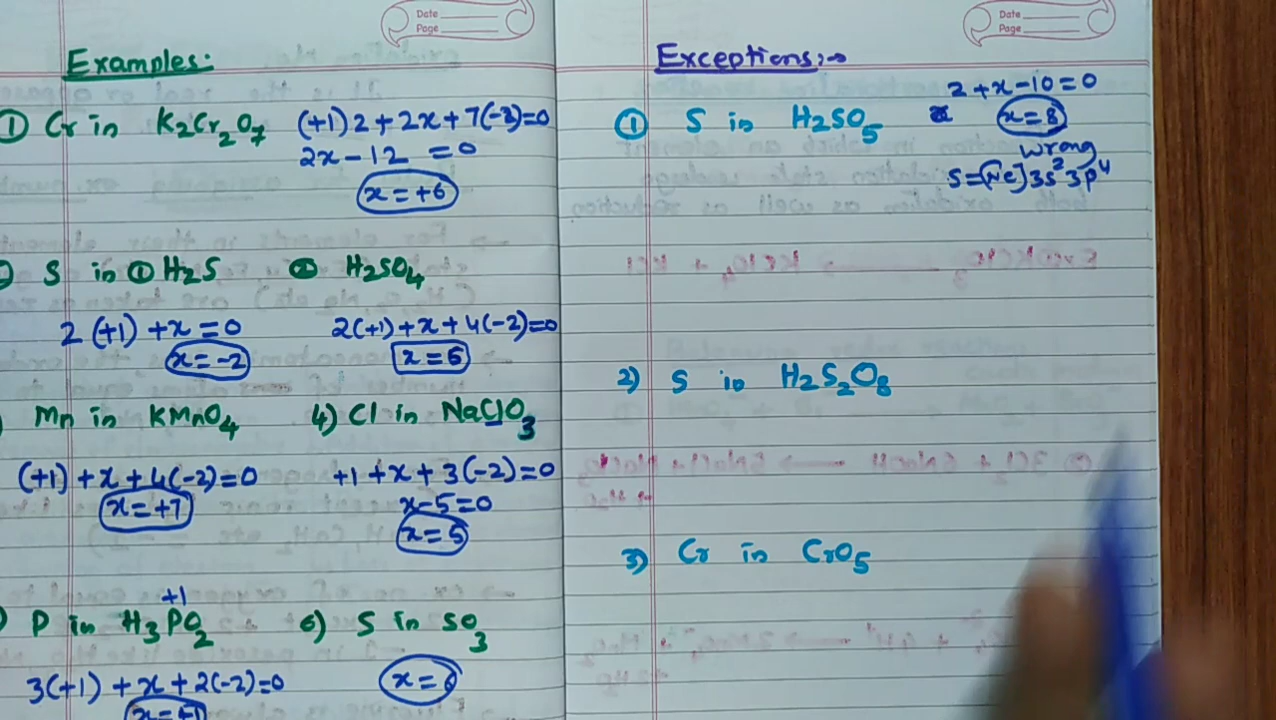 Date
Page
Examples:
① Cr in K₂Cr₂O₇ (+1)2+2x+7(-2)=0
2x-12 =0
x=+6
S in ① H₂S ② H₂SO₄
2(+1)+x=0 2(+1)+x+4(-2)=0
x=-2 x=6
Mn in KMnO₄ 4) Cl in NaClO₃
(+1)+x+4(-2)=0 +1+x+3(-2)=0
x=+7 x-5=0
x=5
+1
P in H₃PO₂ 6) S in SO₃
3(+1)+x+2(-2)=0 x=6
x=+1
Date
Page
Exceptions:→
2+x-10=0
① S in H₂SO₅ x=8
wrong
S=[Ne]3s²3p⁴
2) S in H₂S₂O₈
3) Cr in CrO₅